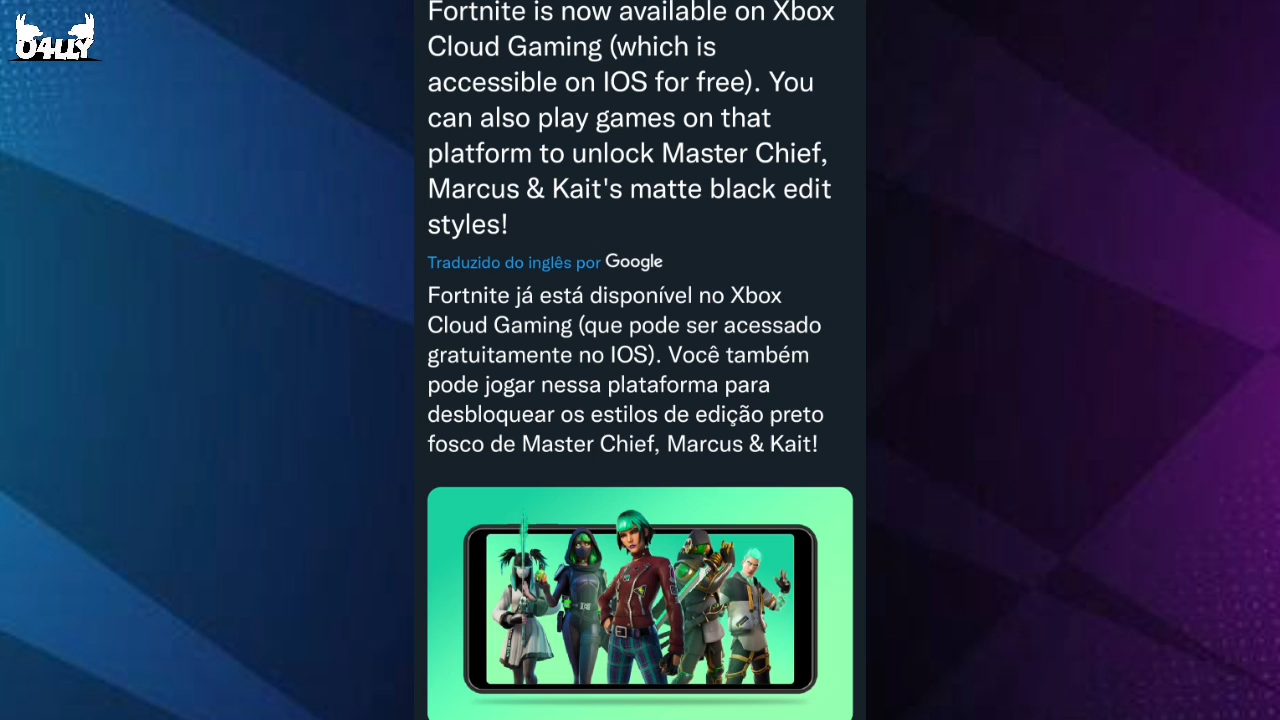 O4LLY
Fortnite is now available on Xbox
Cloud Gaming (which is
accessible on IOS for free). You
can also play games on that
platform to unlock Master Chief,
Marcus & Kait's matte black edit
styles!
Traduzido do inglês por Google
Fortnite já está disponível no Xbox
Cloud Gaming (que pode ser acessado
gratuitamente no IOS). Você também
pode jogar nessa plataforma para
desbloquear os estilos de edição preto
fosco de Master Chief, Marcus & Kait!